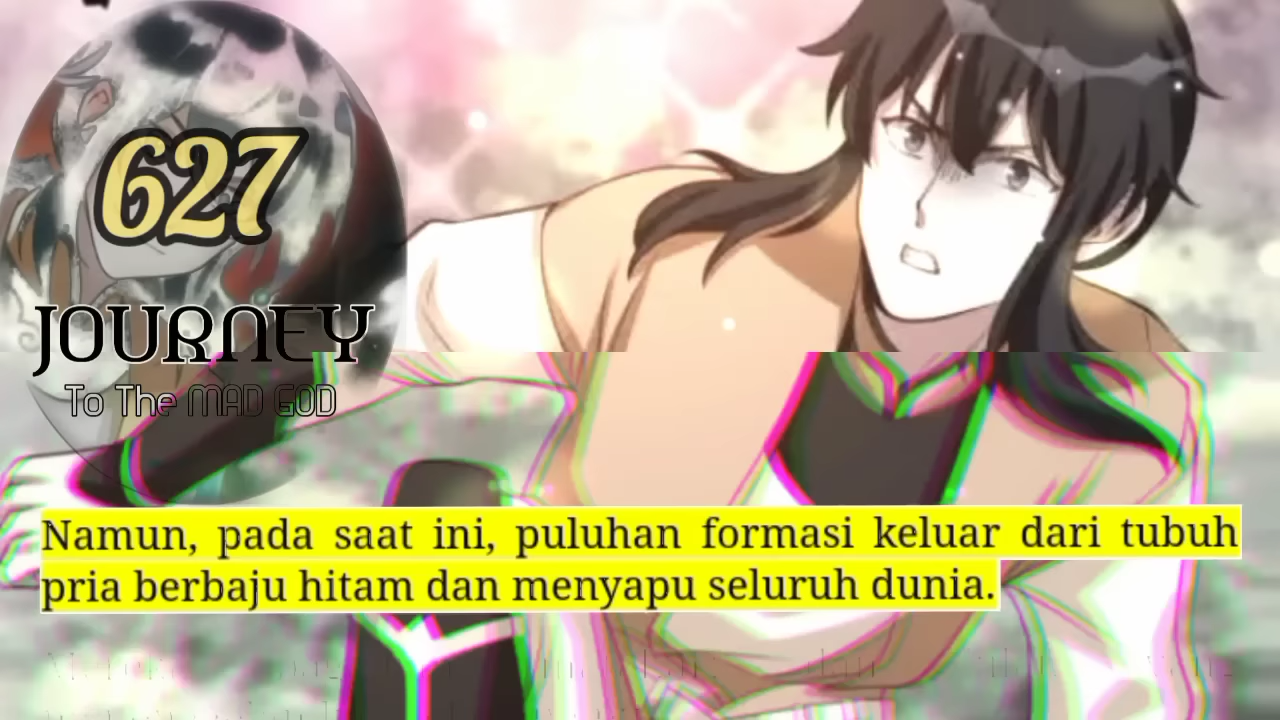 627
JOURNEY
To The MAD GOD
Namun, pada saat ini, puluhan formasi keluar dari tubuh
pria berbaju hitam dan menyapu seluruh dunia.